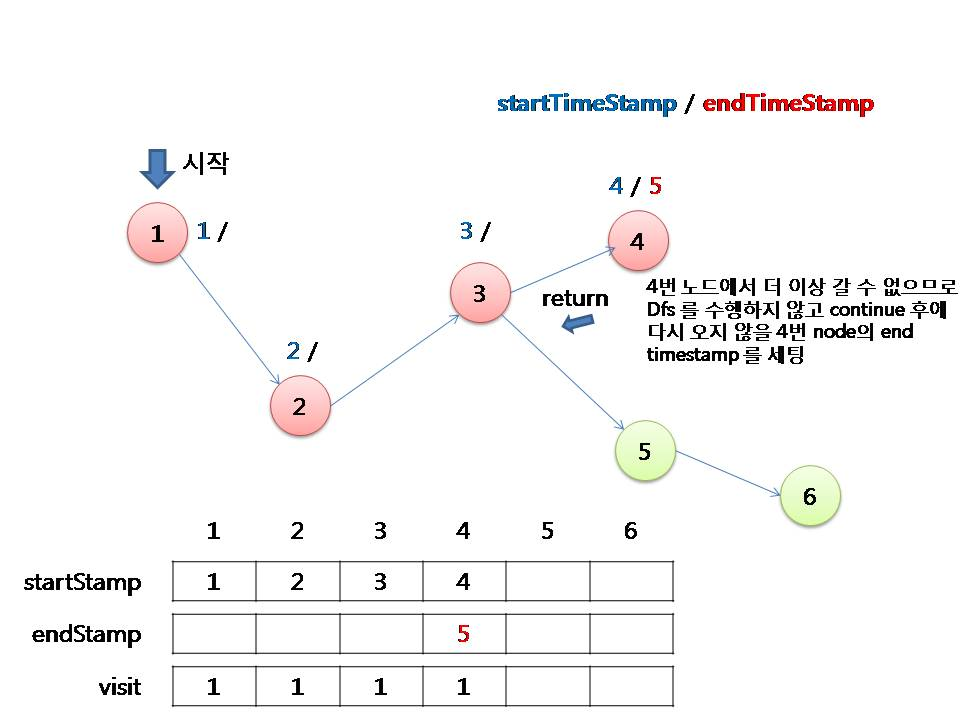 startTimeStamp / endTimeStamp
시작
4 / 5
1
1 /
3 /
4
3
return
4번 노드에서 더 이상 갈 수 없으므로
Dfs 를 수행하지 않고 continue 후에
다시 오지 않을 4번 node의 end
timestamp 를 세팅
2 /
2
5
6
1 2 3 4 5 6
startStamp 1 2 3 4
endStamp 5
visit 1 1 1 1